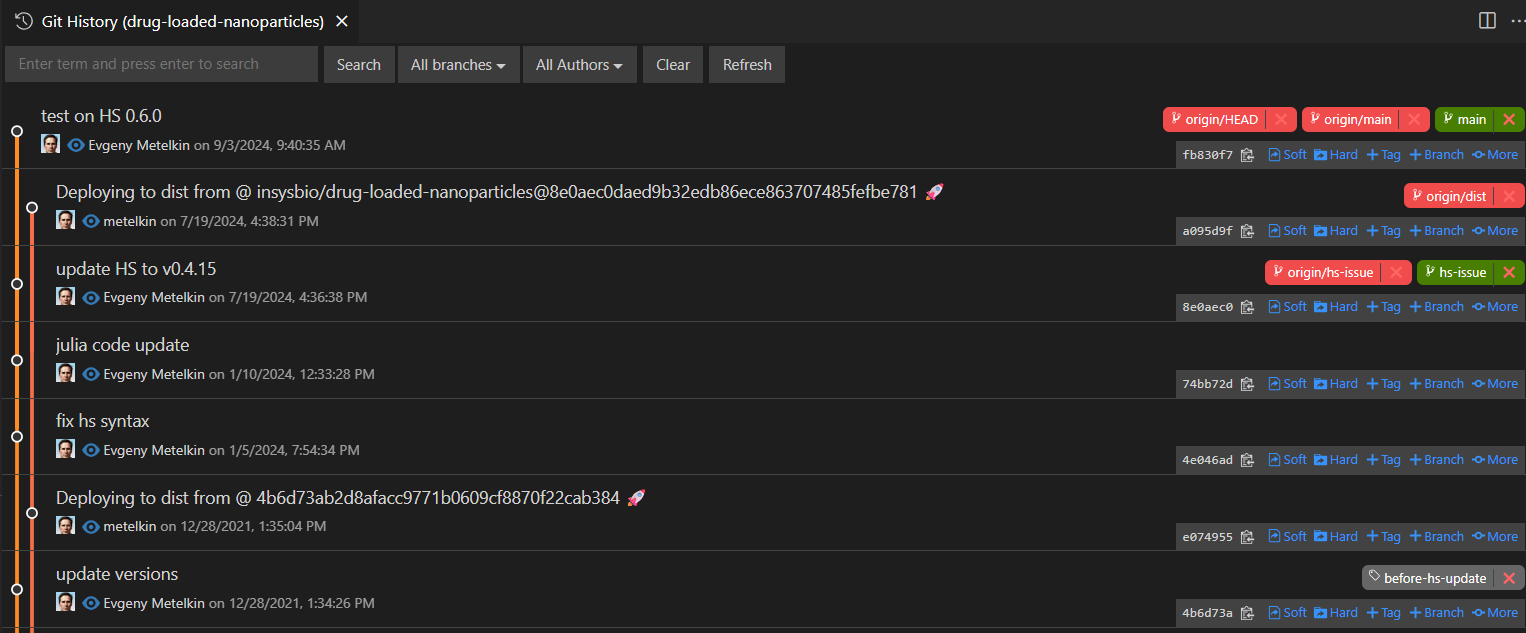 Git History (drug-loaded-nanoparticles)
Enter term and press enter to search Search All branches All Authors Clear Refresh
test on HS 0.6.0 origin/HEAD origin/main main
Evgeny Metelkin on 9/3/2024, 9:40:35 AM fb830f7 Soft Hard +Tag +Branch More
Deploying to dist from @ insysbio/drug-loaded-nanoparticles@8e0aec0daed9b32edb86ece863707485fefbe781 🚀 origin/dist
metelkin on 7/19/2024, 4:38:31 PM a095d9f Soft Hard +Tag +Branch More
update HS to v0.4.15 origin/hs-issue hs-issue
Evgeny Metelkin on 7/19/2024, 4:36:38 PM 8e0aec0 Soft Hard +Tag +Branch More
julia code update
Evgeny Metelkin on 1/10/2024, 12:33:28 PM 74bb72d Soft Hard +Tag +Branch More
fix hs syntax
Evgeny Metelkin on 1/5/2024, 7:54:34 PM 4e046ad Soft Hard +Tag +Branch More
Deploying to dist from @ 4b6d73ab2d8afacc9771b0609cf8870f22cab384 🚀
metelkin on 12/28/2021, 1:35:04 PM e074955 Soft Hard +Tag +Branch More
update versions before-hs-update
Evgeny Metelkin on 12/28/2021, 1:34:26 PM 4b6d73a Soft Hard +Tag +Branch More